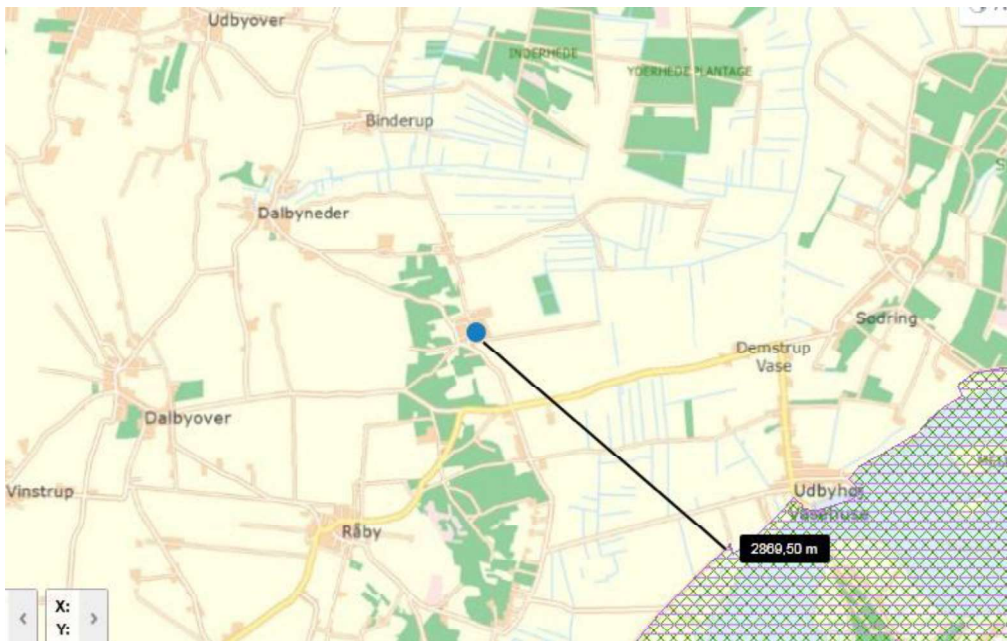 Udbyover
INDERHEDE
YDERHEDE PLANTAGE
Binderup
Dalbyneder
Sødring
Demstrup
Vase
Dalbyover
Vinstrup
Udbyhøj
Vasehuse
Råby
2869,50 m
X:
Y: